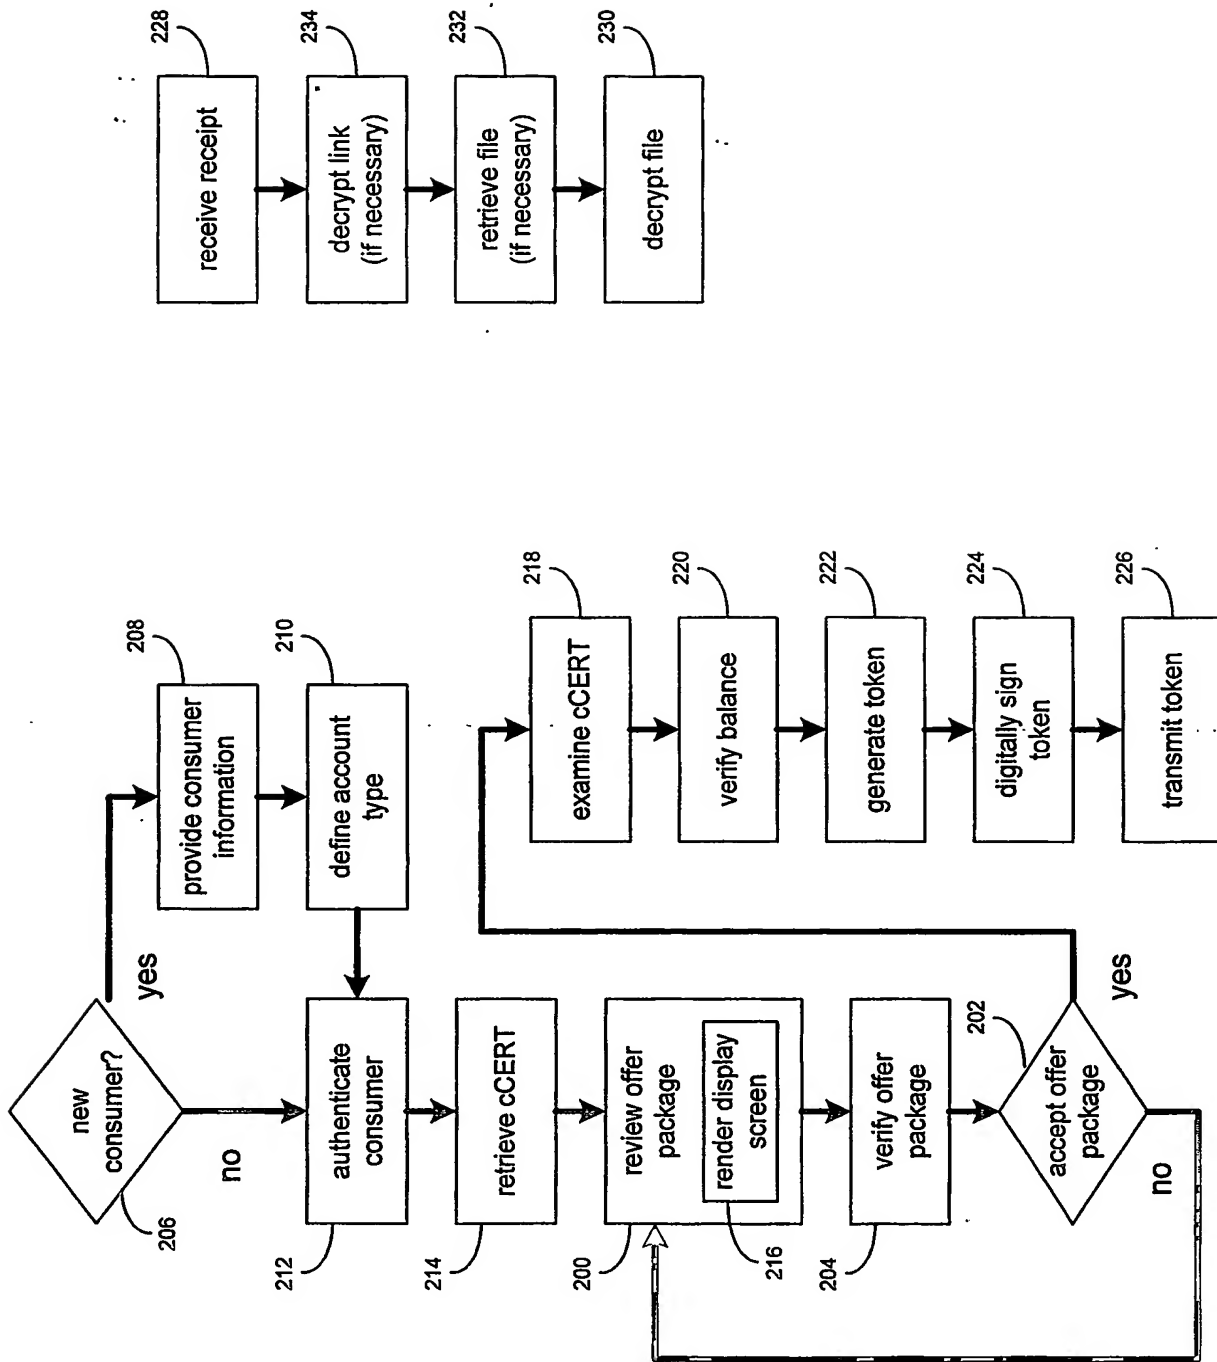 new
consumer?
206
yes
no
provide consumer
information
208
define account
type
210
authenticate
consumer
212
retrieve cCERT
214
review offer
package
200
render display
screen
216
verify offer
package
204
accept offer
package
202
yes
no
examine cCERT
218
verify balance
220
generate token
222
digitally sign
token
224
transmit token
226
receive receipt
228
decrypt link
(if necessary)
234
retrieve file
(if necessary)
232
decrypt file
230